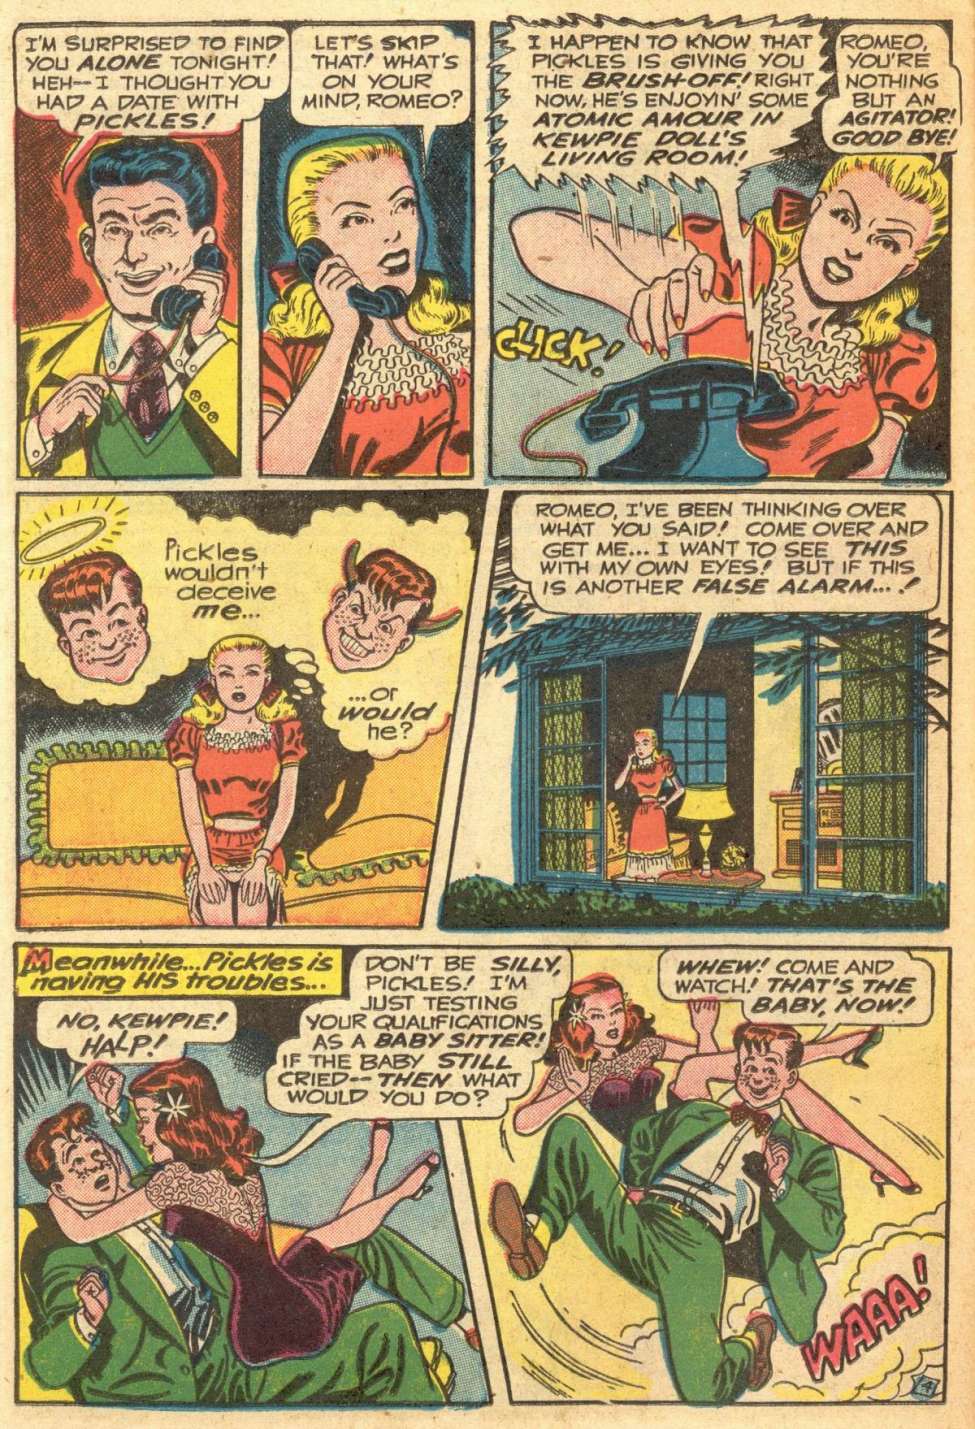 I'M SURPRISED TO FIND
YOU ALONE TONIGHT!
HEH-- I THOUGHT YOU
HAD A DATE WITH
PICKLES!
LET'S SKIP
THAT! WHAT'S
ON YOUR
MIND, ROMEO?
I HAPPEN TO KNOW THAT
PICKLES IS GIVING YOU
THE BRUSH-OFF! RIGHT
NOW, HE'S ENJOYIN' SOME
ATOMIC AMOUR IN
KEWPIE DOLL'S
LIVING ROOM!
ROMEO,
YOU'RE
NOTHING
BUT AN
AGITATOR!
GOOD BYE!
CLICK!
Pickles
wouldn't
deceive
me...
...or
would
he?
ROMEO, I'VE BEEN THINKING OVER
WHAT YOU SAID! COME OVER AND
GET ME... I WANT TO SEE THIS
WITH MY OWN EYES! BUT IF THIS
IS ANOTHER FALSE ALARM...!
Meanwhile...Pickles is
having HIS troubles...
NO, KEWPIE!
HALP!
DON'T BE SILLY,
PICKLES! I'M
JUST TESTING
YOUR QUALIFICATIONS
AS A BABY SITTER!
IF THE BABY STILL
CRIED-- THEN WHAT
WOULD YOU DO?
WHEW! COME AND
WATCH! THAT'S THE
BABY, NOW!
WAAA!
4